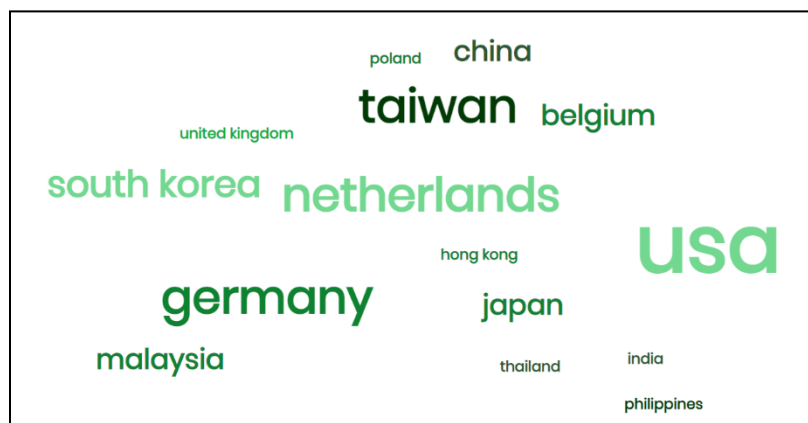 poland
china
taiwan
belgium
united kingdom
south korea
netherlands
usa
hong kong
germany
japan
malaysia
thailand
india
philippines